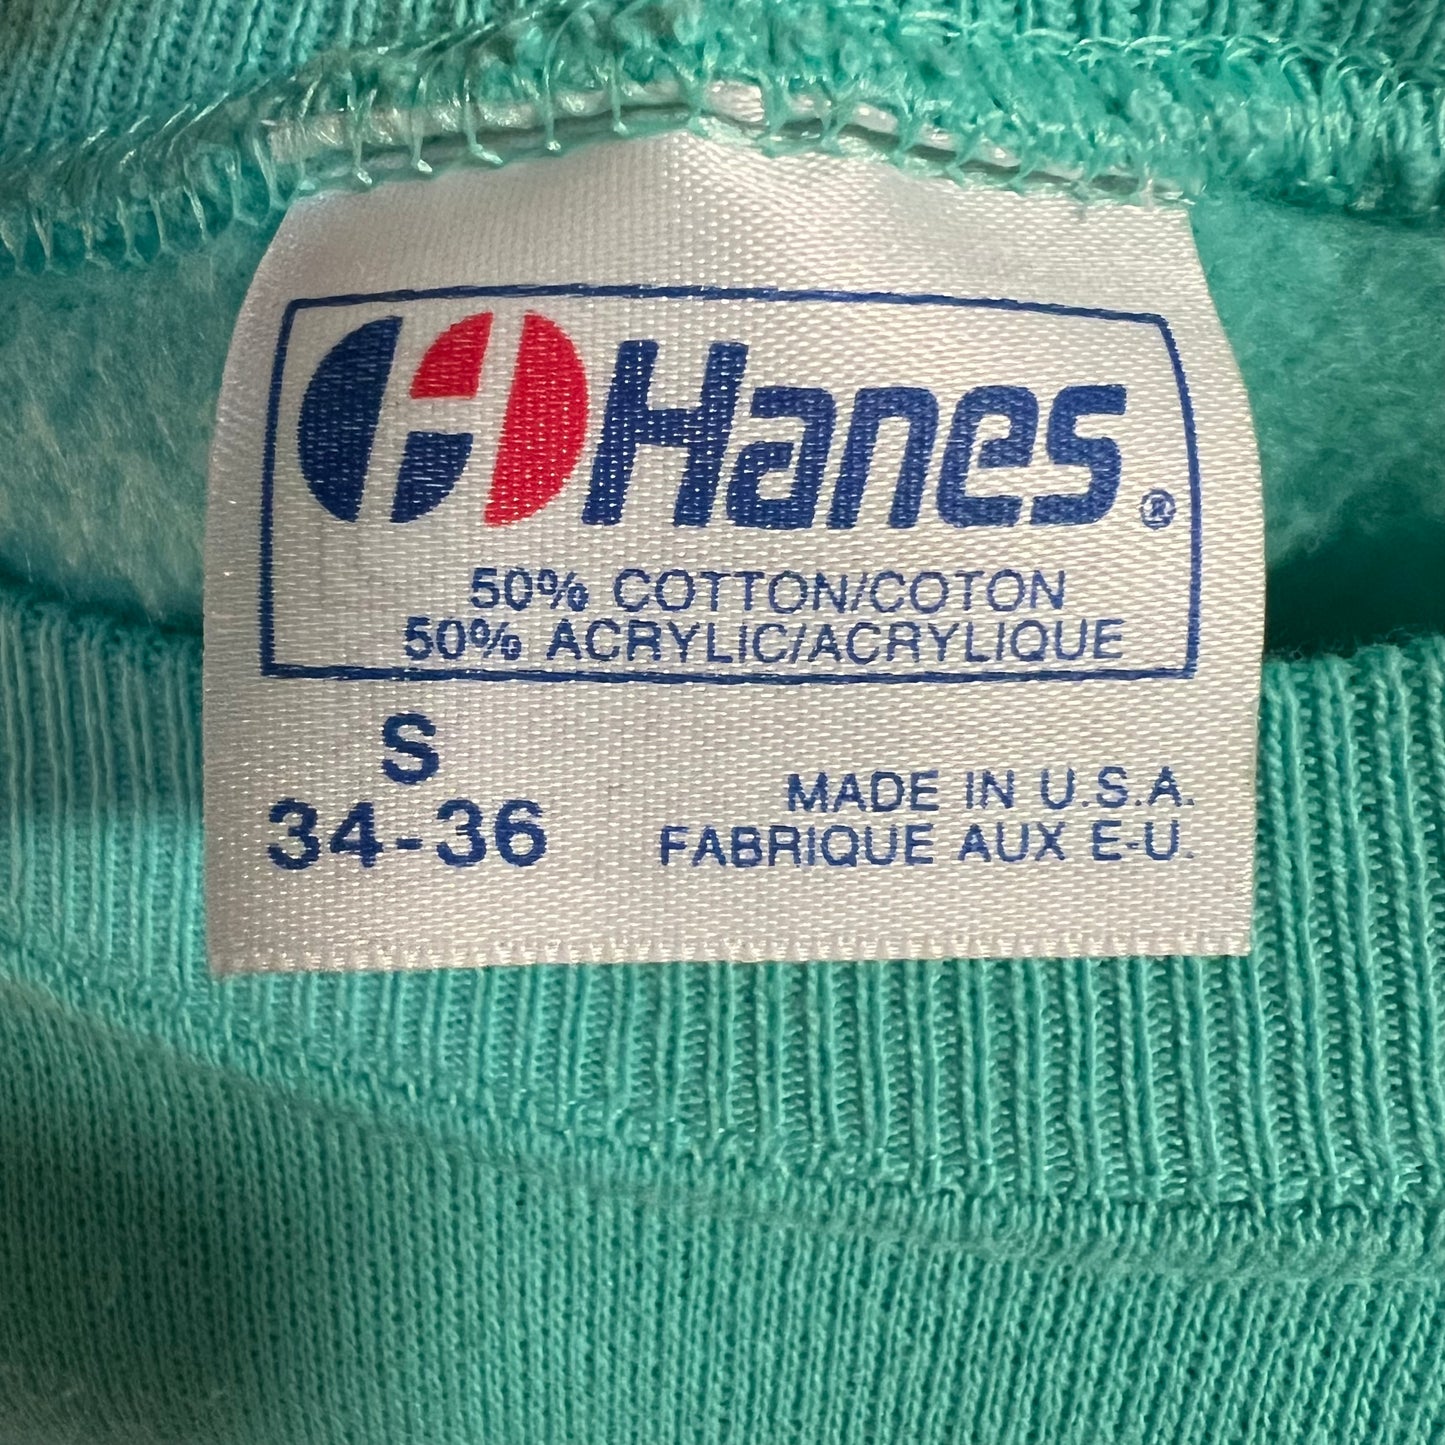 Hanes®
50% COTTON/COTON
50% ACRYLIC/ACRYLIQUE
S
34-36
MADE IN U.S.A.
FABRIQUE AUX E-U.